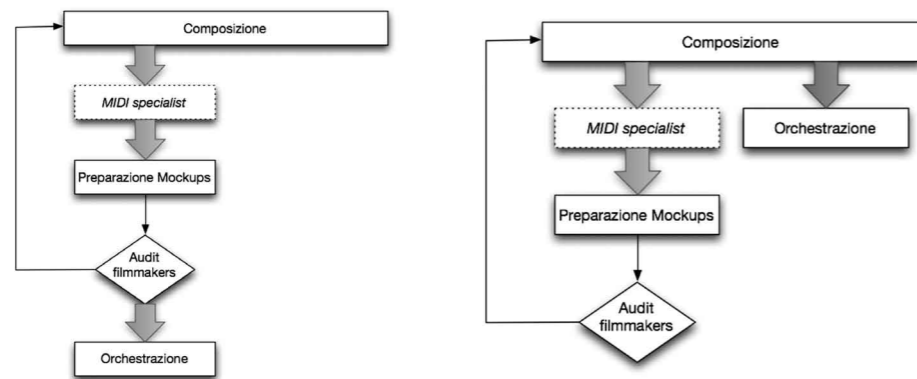 Composizione
MIDI specialist
Preparazione Mockups
Audit
filmmakers
Orchestrazione
Composizione
MIDI specialist
Orchestrazione
Preparazione Mockups
Audit
filmmakers